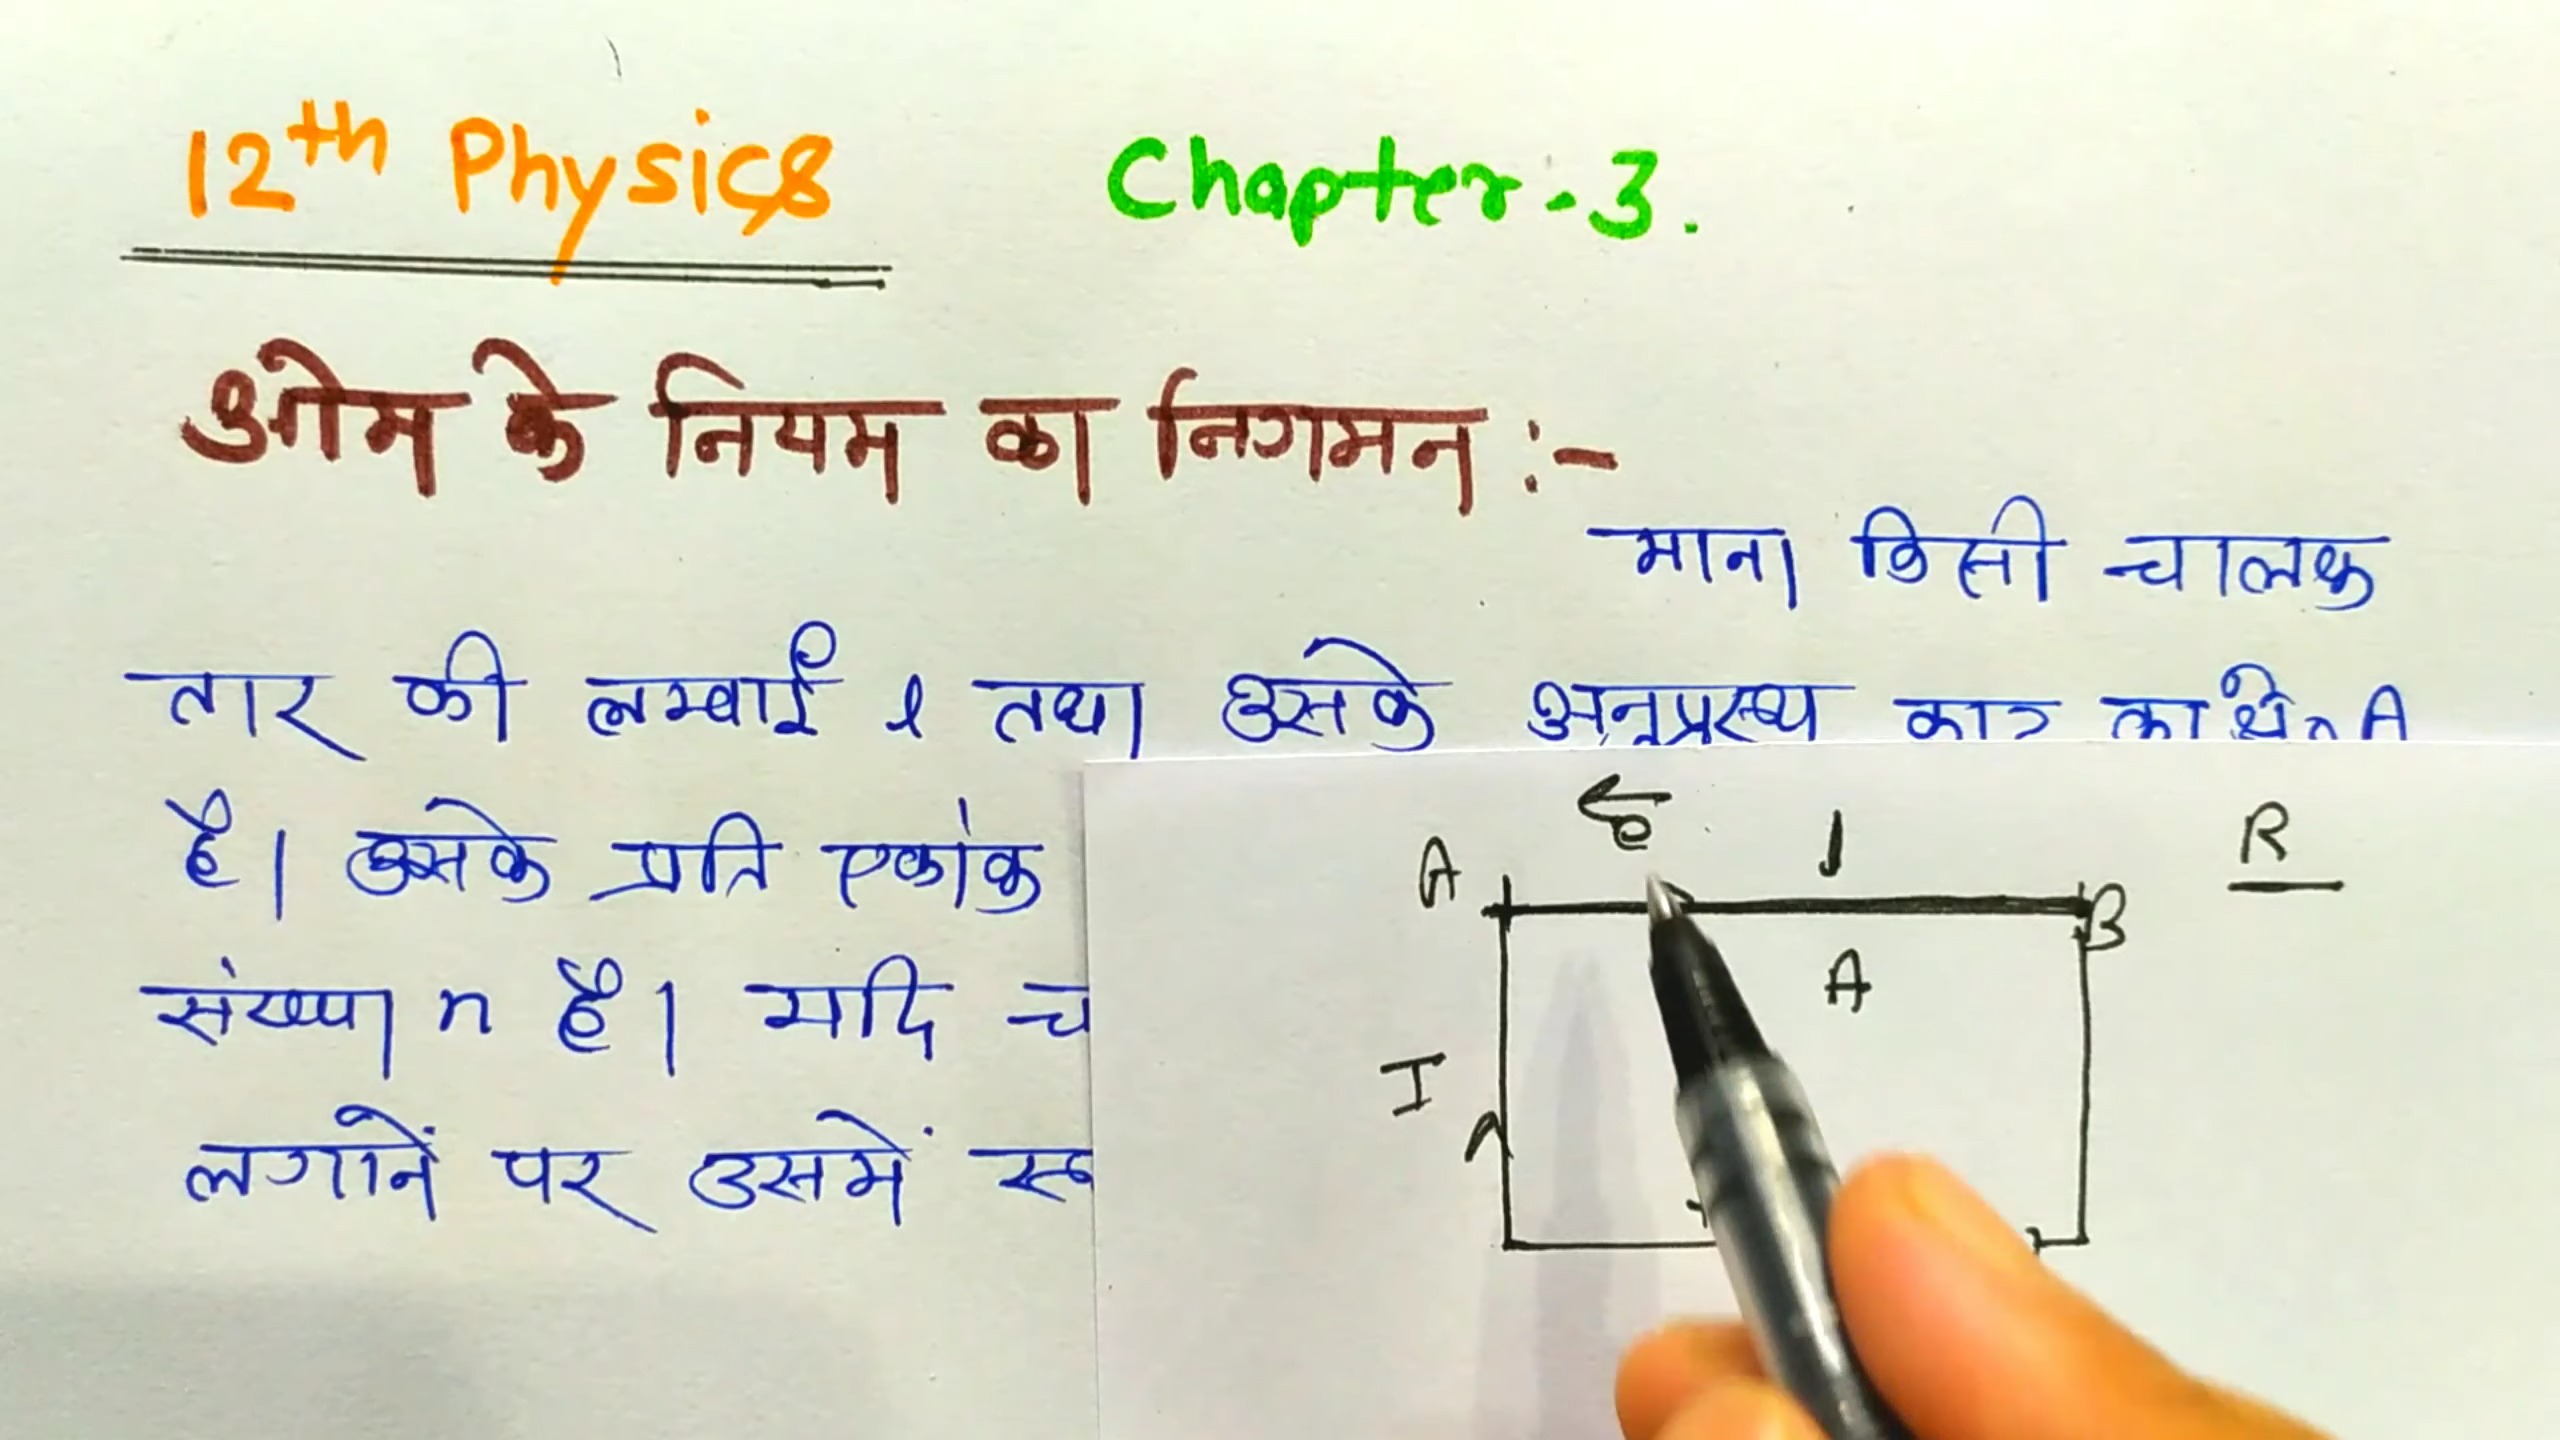 12th Physics
Chapter-3.
ओम के नियम का निगमन :-
माना किसी चालक
तार की लम्बाई l तथा उसके अनुप्रस्थ काट का क्षे० A
है। उसके प्रति एकांक
संख्या n है। यदि
लगानें पर उसमें
e l R
A B
A
I